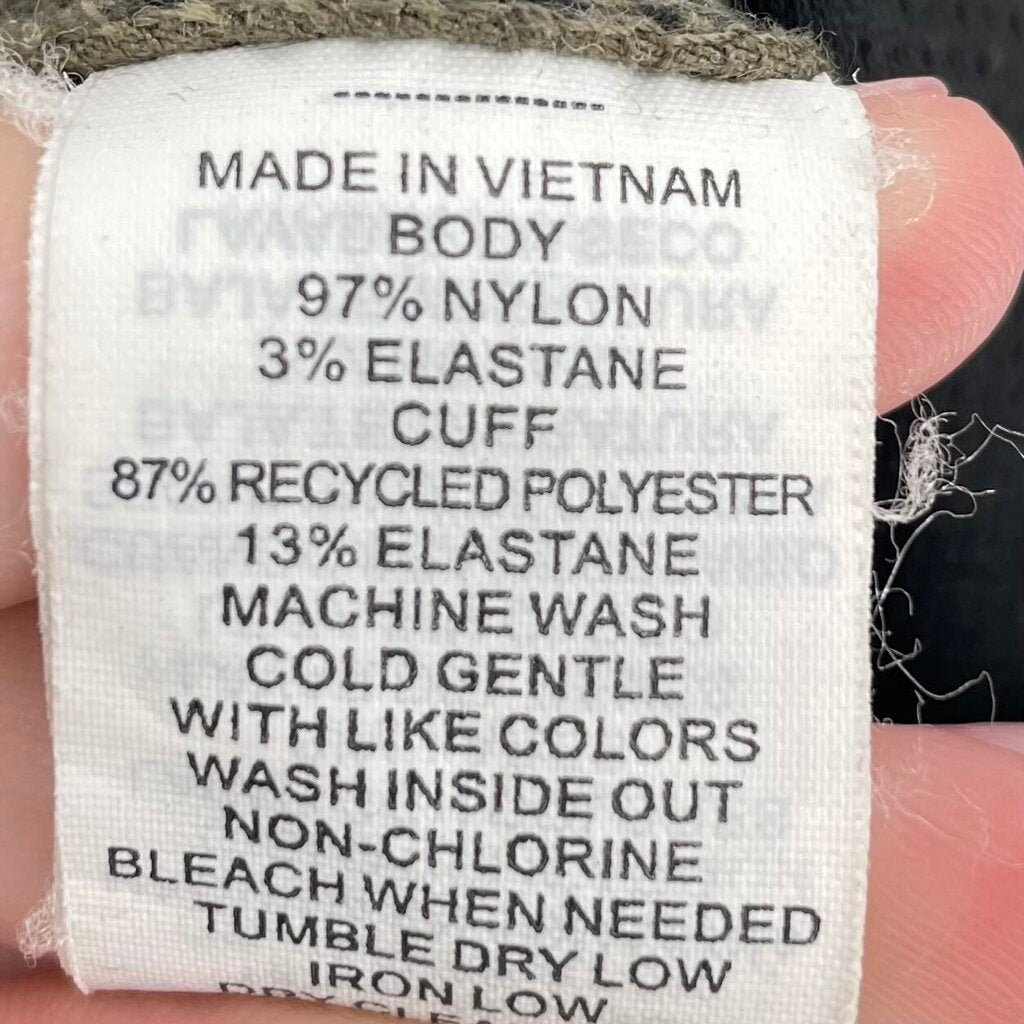 MADE IN VIETNAM
BODY
97% NYLON
3% ELASTANE
CUFF
87% RECYCLED POLYESTER
13% ELASTANE
MACHINE WASH
COLD GENTLE
WITH LIKE COLORS
WASH INSIDE OUT
NON-CHLORINE
BLEACH WHEN NEEDED
TUMBLE DRY LOW
IRON LOW